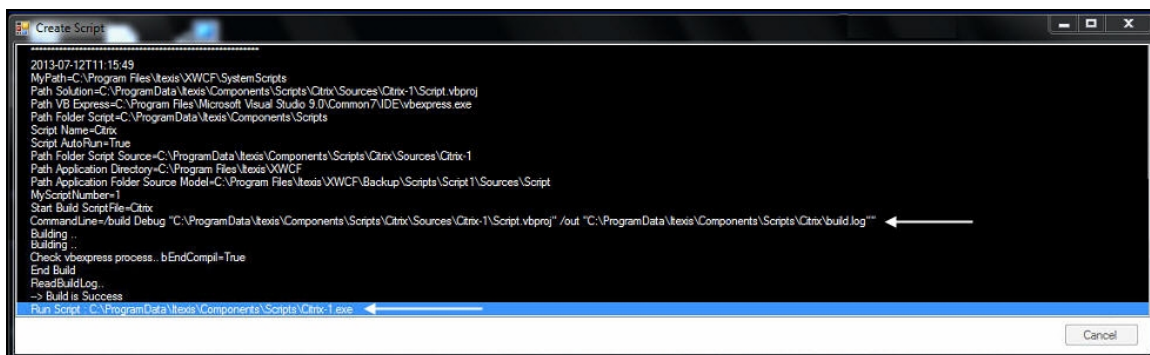 Create Script
2013-07-12T11:15:49
MyPath=C:\Program Files\Itexis\XWCF\SystemScripts
Path Solution=C:\ProgramData\Itexis\Components\Scripts\Citrix\Sources\Citrix-1\Script.vbproj
Path VB Express=C:\Program Files\Microsoft Visual Studio 9.0\Common7\IDE\vbexpress.exe
Path Folder Script=C:\ProgramData\Itexis\Components\Scripts
Script Name=Citrix
Script AutoRun=True
Path Folder Script Source=C:\ProgramData\Itexis\Components\Scripts\Citrix\Sources\Citrix-1
Path Application Directory=C:\Program Files\Itexis\XWCF
Path Application Folder Source Model=C:\Program Files\Itexis\XWCF\Backup\Scripts\Script1\Sources\Script
MyScriptNumber=1
Start Build ScriptFile=Citrix
CommandLine=/build Debug "C:\ProgramData\Itexis\Components\Scripts\Citrix\Sources\Citrix-1\Script.vbproj" /out "C:\ProgramData\Itexis\Components\Scripts\Citrix\build.log""
Building ..
Building ..
Check vbexpress process.. bEndCompil=True
End Build
ReadBuildLog..
--> Build is Success
Run Script : C:\ProgramData\Itexis\Components\Scripts\Citrix-1.exe
Cancel